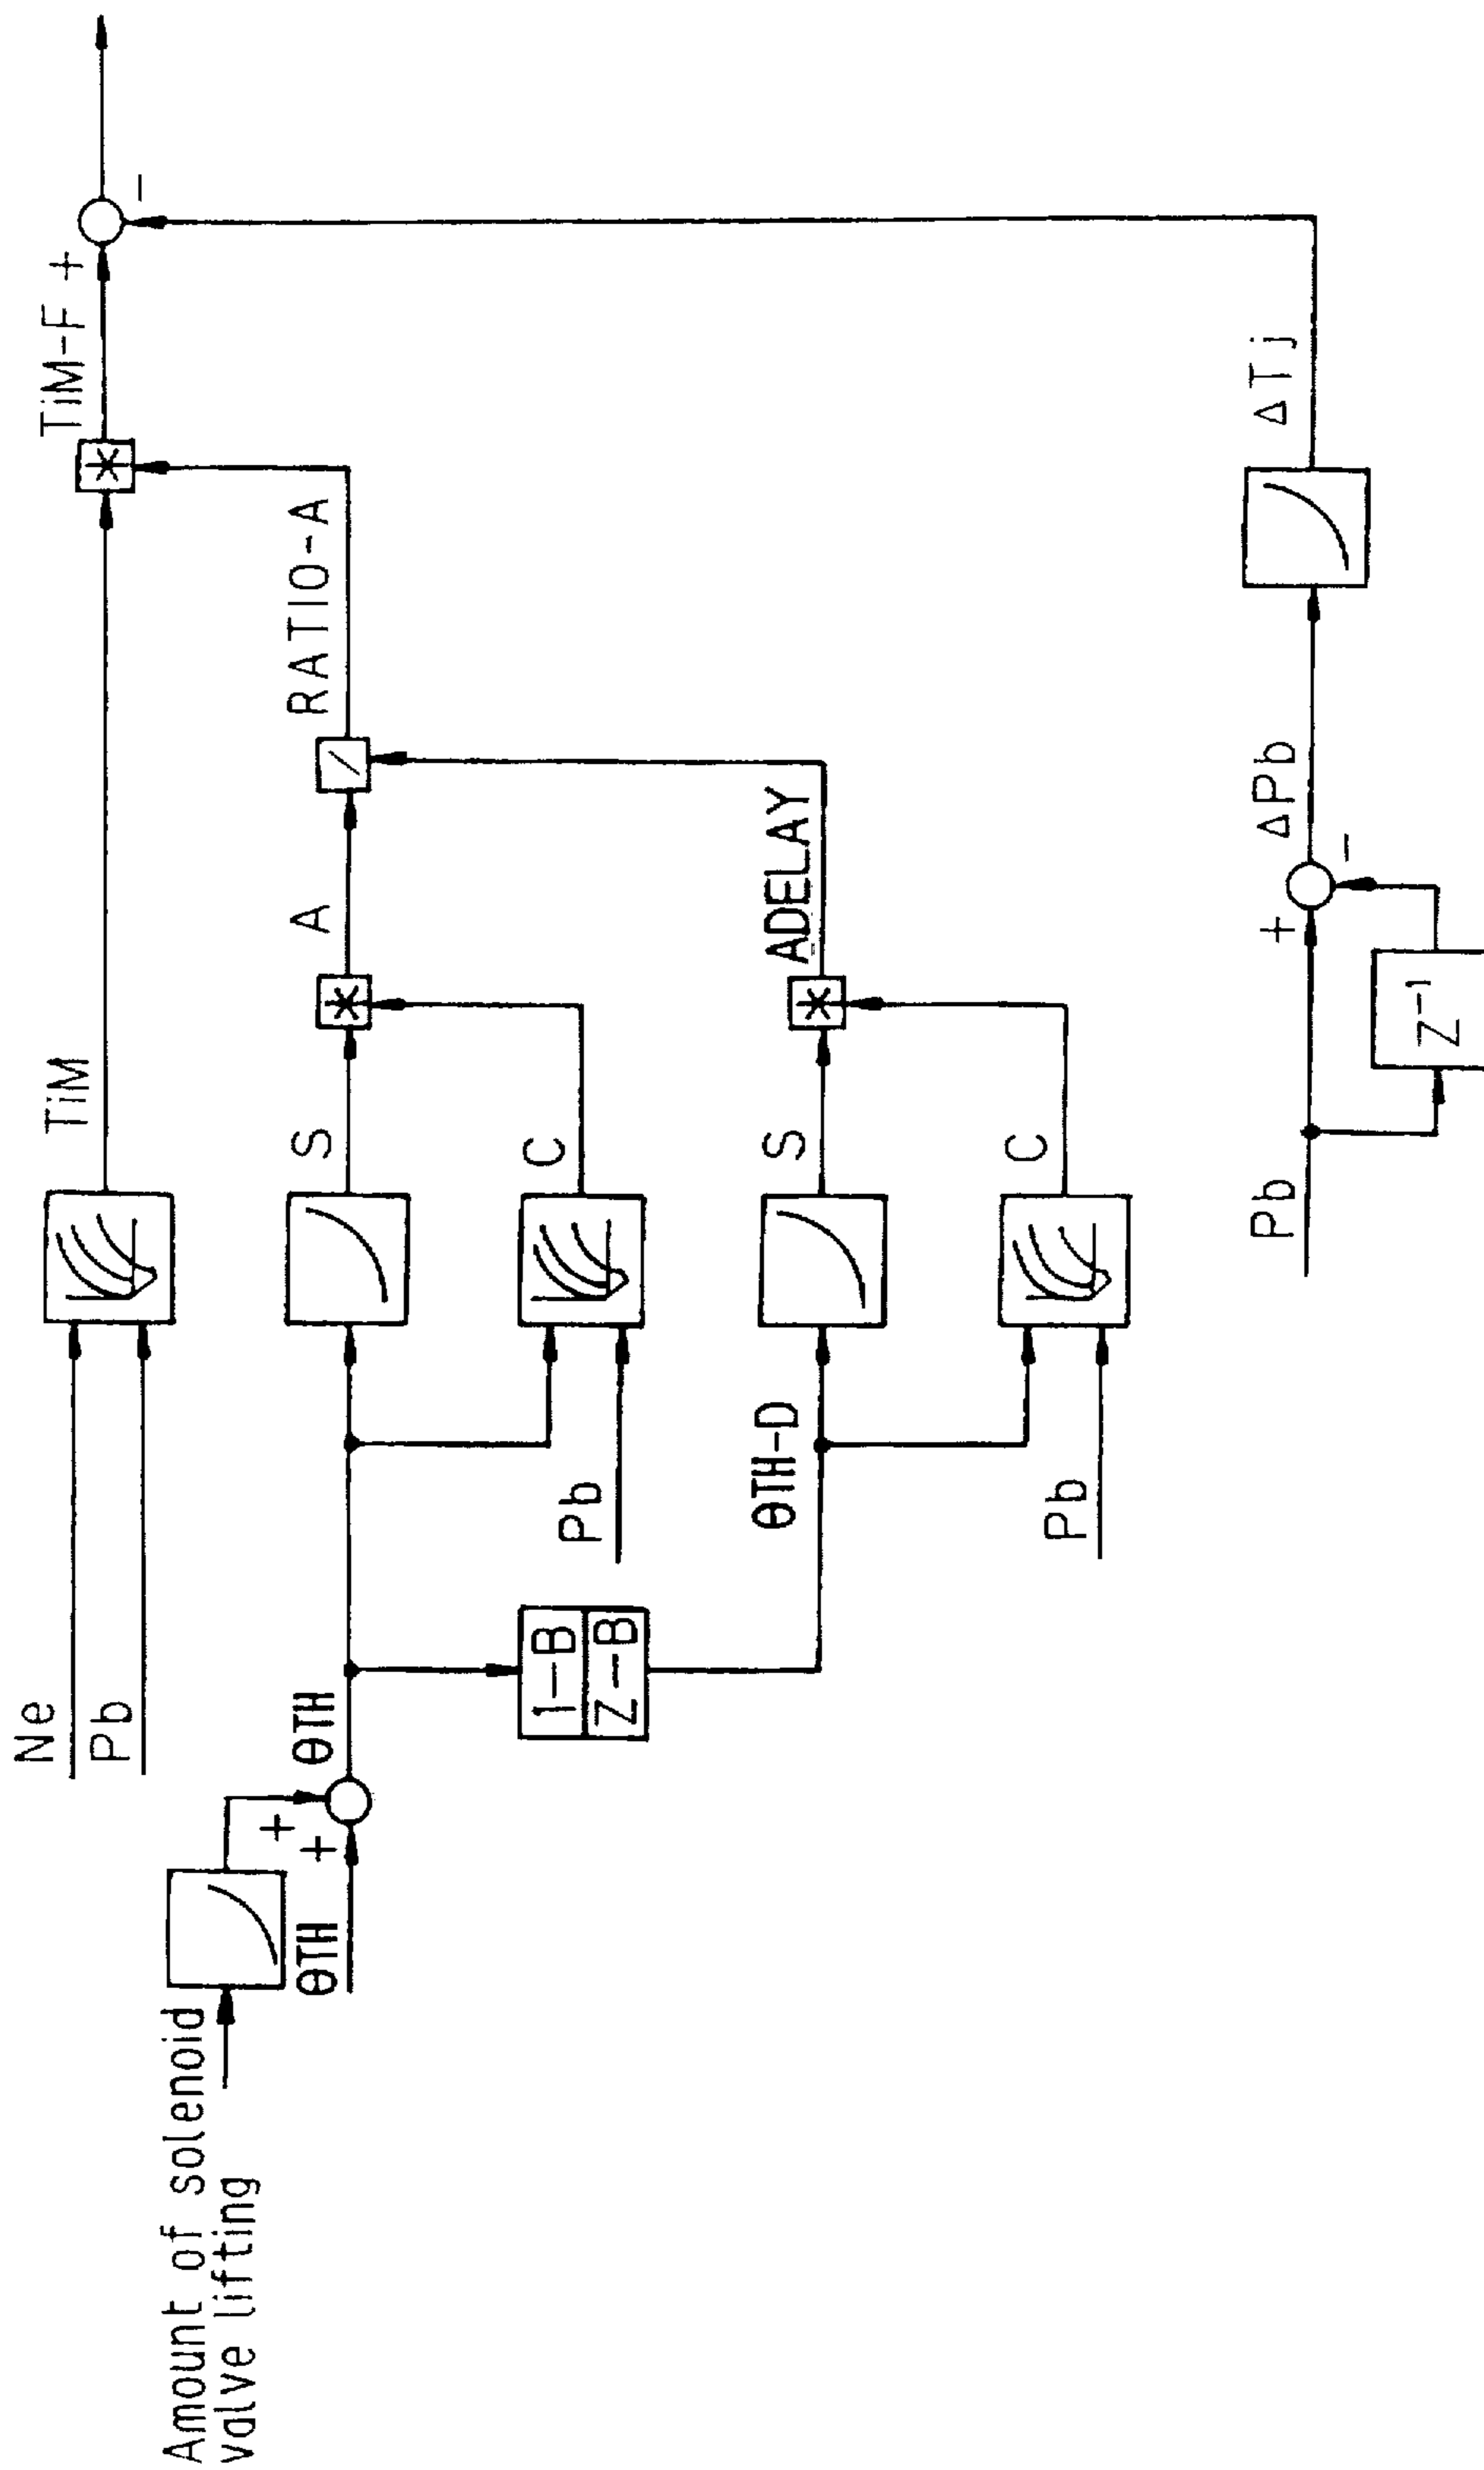 Amount of solenoid
valve lifting
+
+
θTH
θTH
Ne
Pb
TiM
TiM-F
+
-
S
A
RATIO-A
C
Pb
1-B
Z-B
θTH-D
S
ADELAY
C
Pb
Pb
+
-
ΔPb
ΔTj
Z⁻¹
*
*
*
/